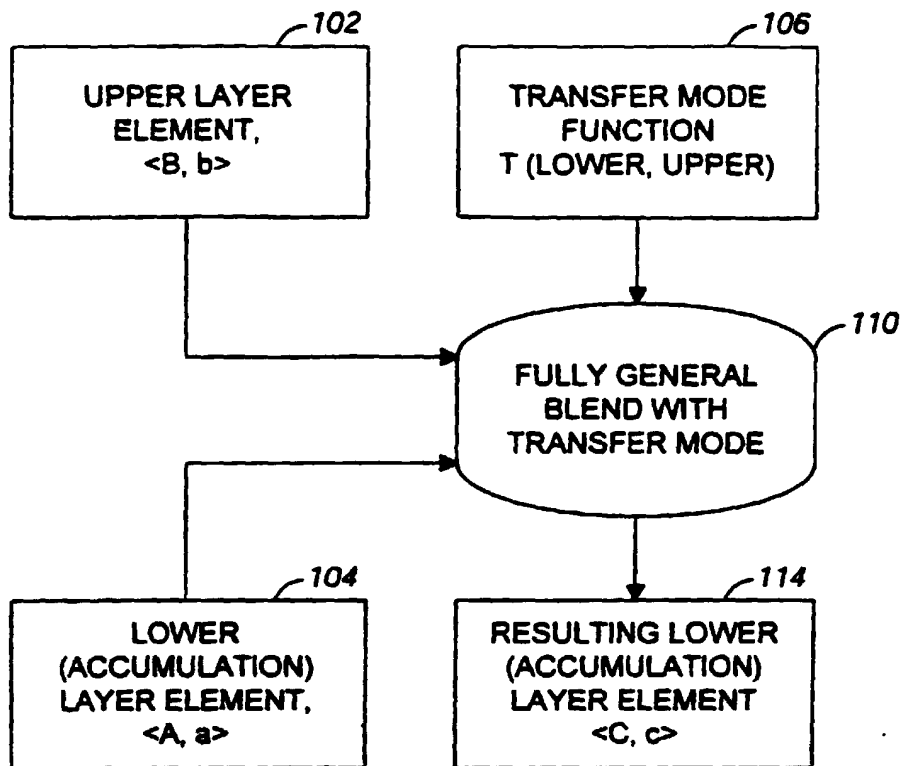 102
UPPER LAYER
ELEMENT,
<B, b>
106
TRANSFER MODE
FUNCTION
T (LOWER, UPPER)
110
FULLY GENERAL
BLEND WITH
TRANSFER MODE
104
LOWER
(ACCUMULATION)
LAYER ELEMENT,
<A, a>
114
RESULTING LOWER
(ACCUMULATION)
LAYER ELEMENT
<C, c>